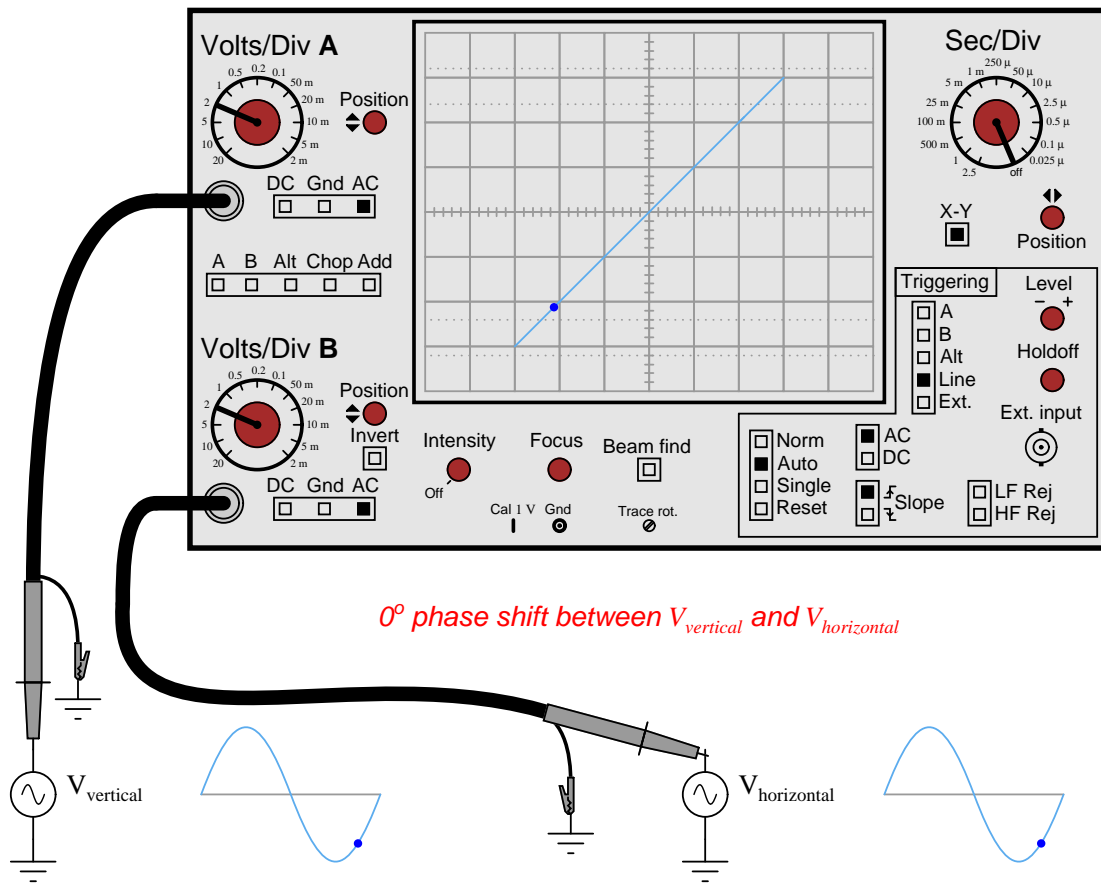 Volts/Div A
20
10
5
2
1
0.5
0.2
0.1
50 m
20 m
10 m
5 m
2 m
Position
DC Gnd AC
A B Alt Chop Add
Volts/Div B
20
10
5
2
1
0.5
0.2
0.1
50 m
20 m
10 m
5 m
2 m
Position
Invert
DC Gnd AC
Intensity
Off
Focus
Beam find
Cal 1 V Gnd
Trace rot.
Sec/Div
2.5
1
500 m
100 m
25 m
5 m
1 m
250 µ
50 µ
10 µ
2.5 µ
0.5 µ
0.1 µ
0.025 µ
off
X-Y
Position
Triggering
A
B
Alt
Line
Ext.
Level
− +
Holdoff
Ext. input
Norm
Auto
Single
Reset
AC
DC
Slope
LF Rej
HF Rej
0° phase shift between Vvertical and Vhorizontal
Vvertical
Vhorizontal